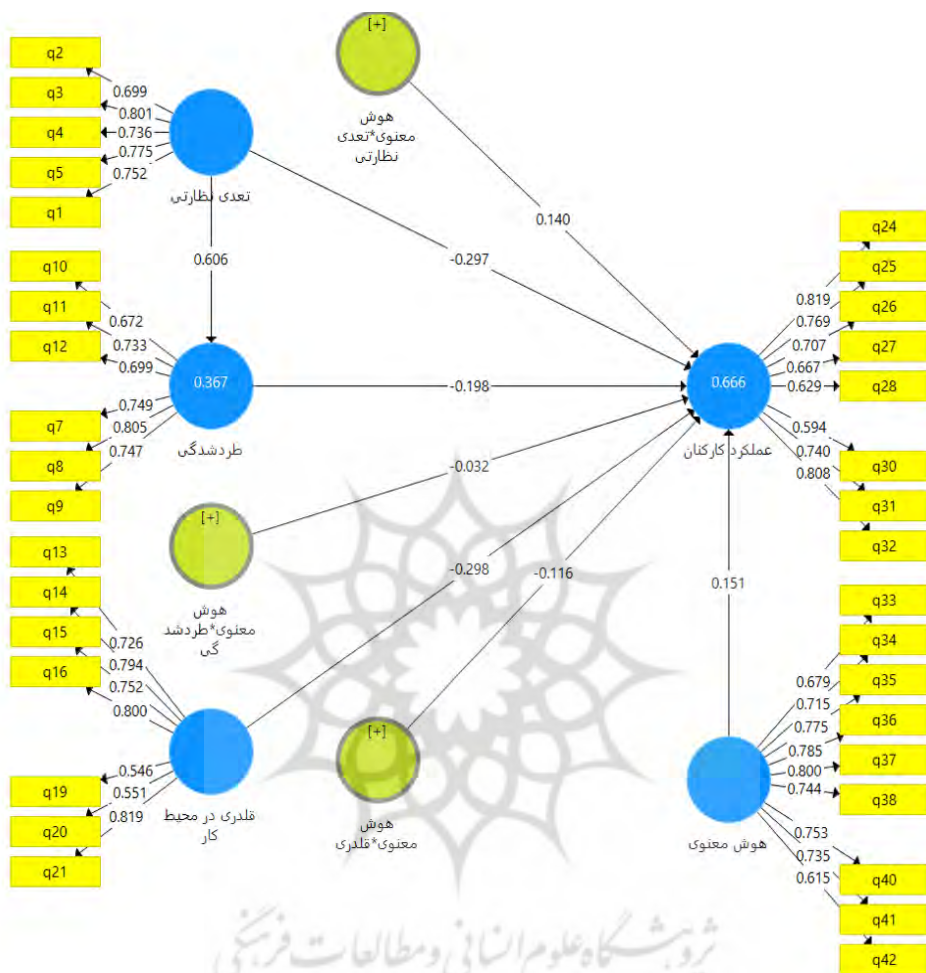 [+]
هوش
معنوی*تعدی
نظارتی
q2
q3
q4
q5
q1
0.699
0.801
0.736
0.775
0.752
تعدی نظارتی
0.140
0.606
-0.297
q10
q11
q12
q7
q8
q9
0.672
0.733
0.699
0.749
0.805
0.747
0.367
طردشدگی
-0.198
q24
q25
q26
q27
q28
q30
q31
q32
0.819
0.769
0.707
0.667
0.629
0.594
0.740
0.808
0.666
عملکرد کارکنان
[+]
هوش
معنوی*طردشد
گی
-0.032
-0.298
-0.116
0.151
q13
q14
q15
q16
q19
q20
q21
0.726
0.794
0.752
0.800
0.546
0.551
0.819
قلدری در محیط
کار
[+]
هوش
معنوی*قلدری
q33
q34
q35
q36
q37
q38
q40
q41
q42
0.679
0.715
0.775
0.785
0.800
0.744
0.753
0.735
0.615
هوش معنوی
پژوهشگاه علوم انسانی و مطالعات فرهنگی